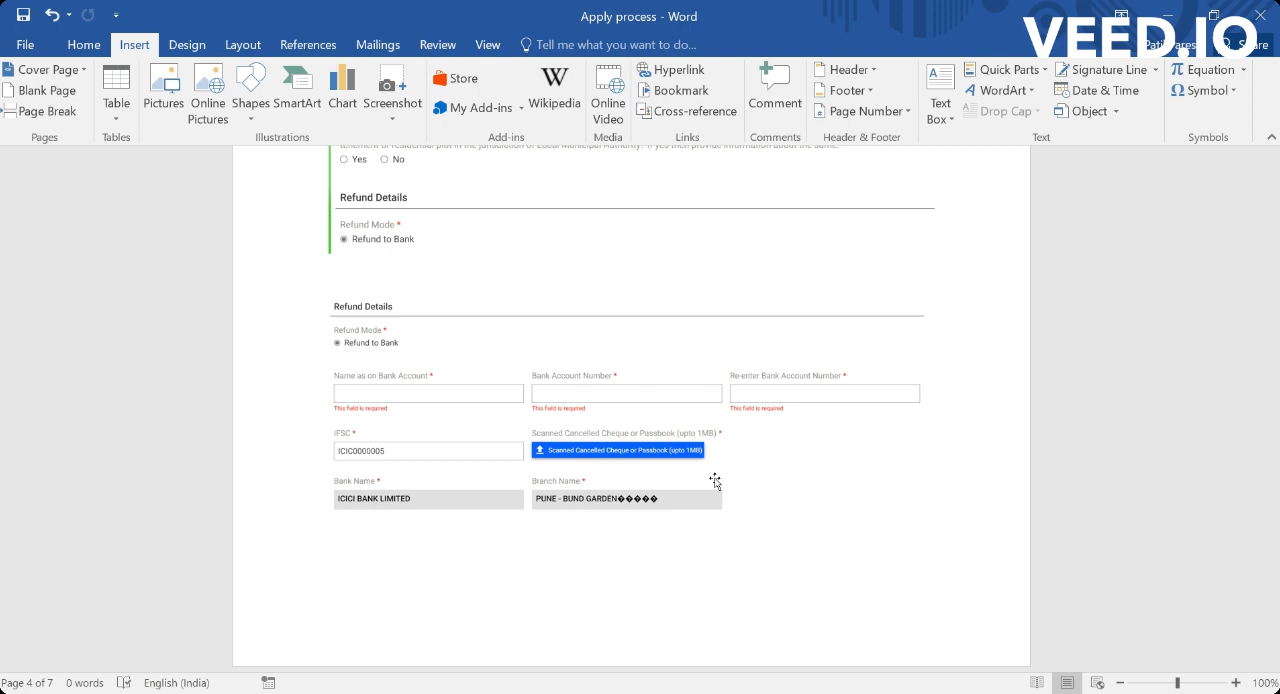 Apply process - Word
VEED.IO
File Home Insert Design Layout References Mailings Review View Tell me what you want to do... Share
Cover Page
Blank Page
Page Break
Pages
Table
Tables
Pictures
Online Pictures
Shapes
SmartArt
Chart
Screenshot
Illustrations
Store
My Add-ins
Wikipedia
Add-ins
Online Video
Media
Hyperlink
Bookmark
Cross-reference
Links
Comment
Comments
Header
Footer
Page Number
Header & Footer
Text Box
Quick Parts
WordArt
Drop Cap
Signature Line
Date & Time
Object
Text
Equation
Symbol
Symbols
Yes No
Refund Details
Refund Mode *
Refund to Bank
Refund Details
Refund Mode *
Refund to Bank
Name as on Bank Account * Bank Account Number * Re-enter Bank Account Number *
This field is required This field is required This field is required
IFSC * Scanned Cancelled Cheque or Passbook (upto 1MB) *
ICIC0000005 Scanned Cancelled Cheque or Passbook (upto 1MB)
Bank Name * Branch Name *
ICICI BANK LIMITED PUNE - BUND GARDEN�����
Page 4 of 7 0 words English (India) 100%